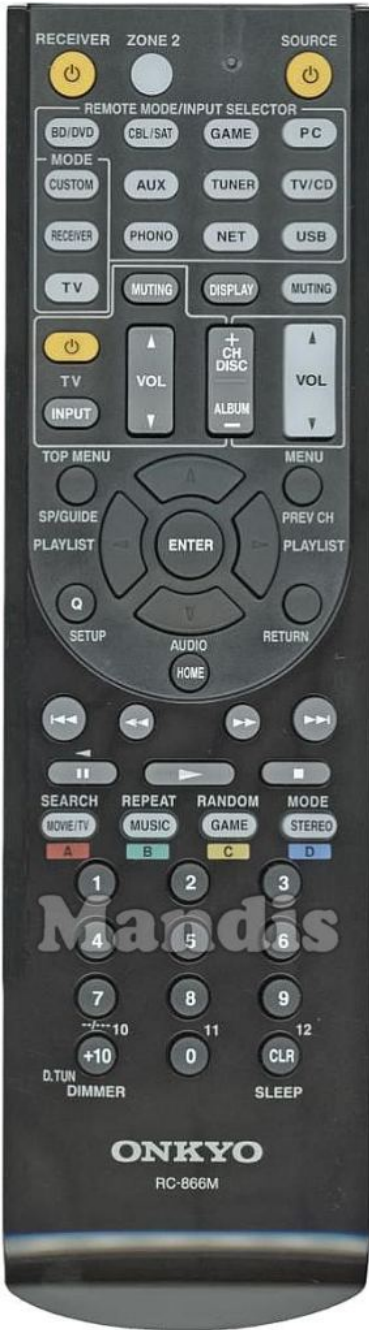 RECEIVER ZONE 2 SOURCE
REMOTE MODE/INPUT SELECTOR
BD/DVD CBL/SAT GAME PC
MODE
CUSTOM AUX TUNER TV/CD
RECEIVER PHONO NET USB
TV MUTING DISPLAY MUTING
+
CH
DISC
TV VOL VOL
INPUT ALBUM
–
TOP MENU MENU
SP/GUIDE PREV CH
PLAYLIST ENTER PLAYLIST
Q
SETUP AUDIO RETURN
HOME
SEARCH REPEAT RANDOM MODE
MOVIE/TV MUSIC GAME STEREO
A B C D
1 2 3
Mandis
4 5 6
7 8 9
--/--- 10 11 12
+10 0 CLR
D.TUN
DIMMER SLEEP
ONKYO
RC-866M